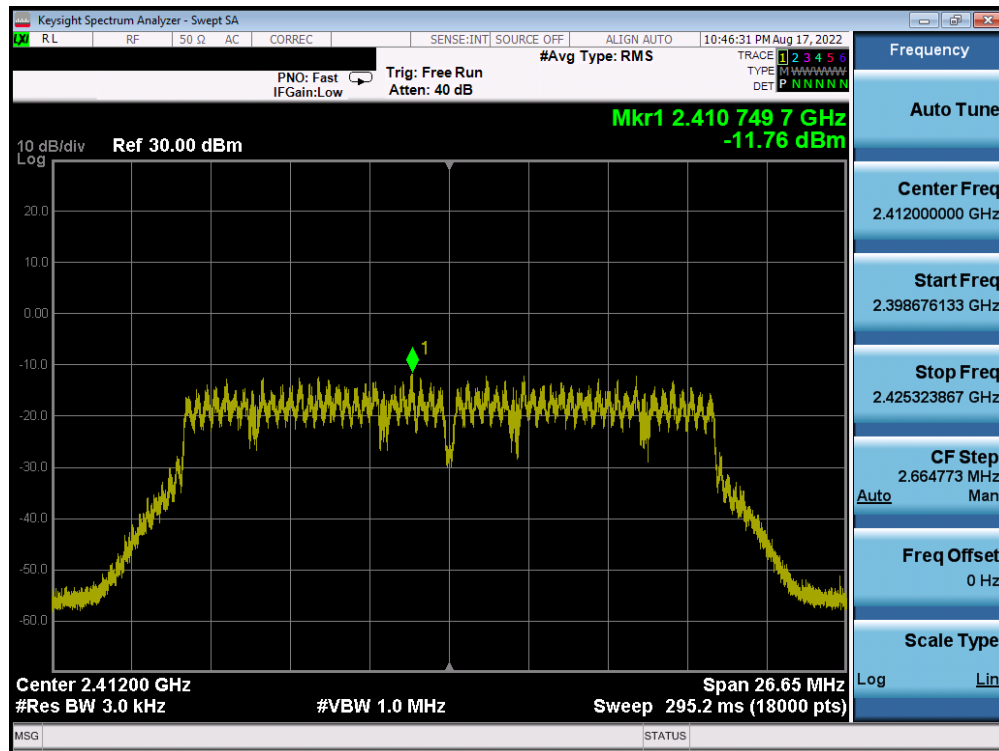 Keysight Spectrum Analyzer - Swept SA
LXI RL RF 50 Ω AC CORREC SENSE:INT SOURCE OFF ALIGN AUTO 10:46:31 PM Aug 17, 2022
#Avg Type: RMS
TRACE 1 2 3 4 5 6
PNO: Fast Trig: Free Run TYPE M WWWWW
IFGain:Low Atten: 40 dB DET P N N N N N
Mkr1 2.410 749 7 GHz
-11.76 dBm
10 dB/div Ref 30.00 dBm
Log
20.0
10.0
0.00
1
-10.0
-20.0
-30.0
-40.0
-50.0
-60.0
Center 2.41200 GHz Span 26.65 MHz
#Res BW 3.0 kHz #VBW 1.0 MHz Sweep 295.2 ms (18000 pts)
MSG STATUS
Frequency
Auto Tune
Center Freq
2.412000000 GHz
Start Freq
2.398676133 GHz
Stop Freq
2.425323867 GHz
CF Step
2.664773 MHz
Auto Man
Freq Offset
0 Hz
Scale Type
Log Lin